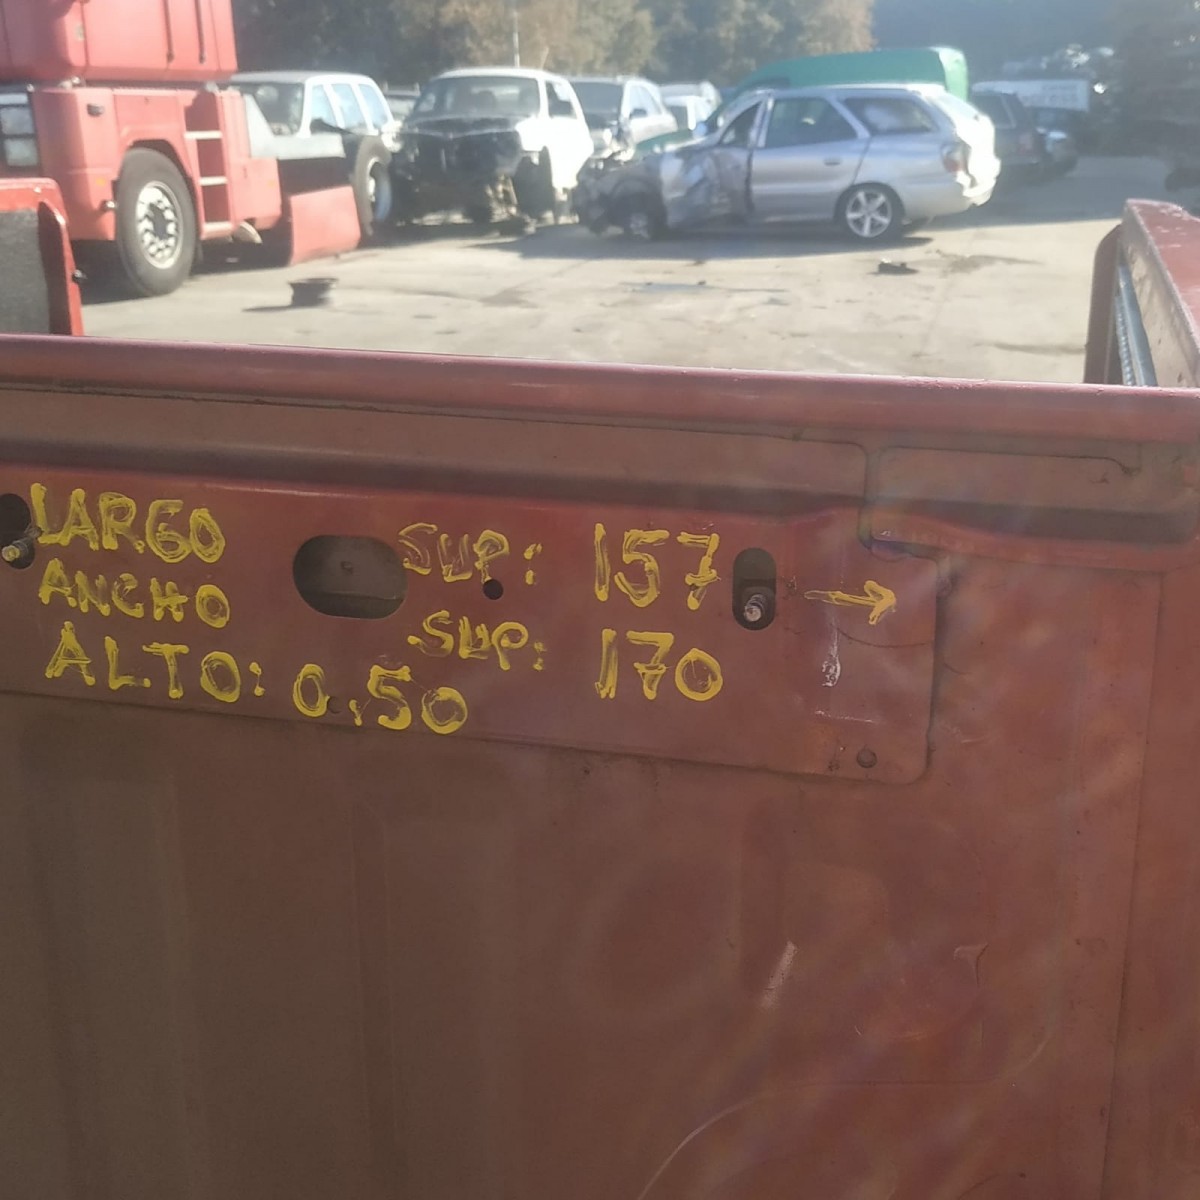 LARGO SUP: 157 →
ANCHO SUP: 170
ALTO: 0,50